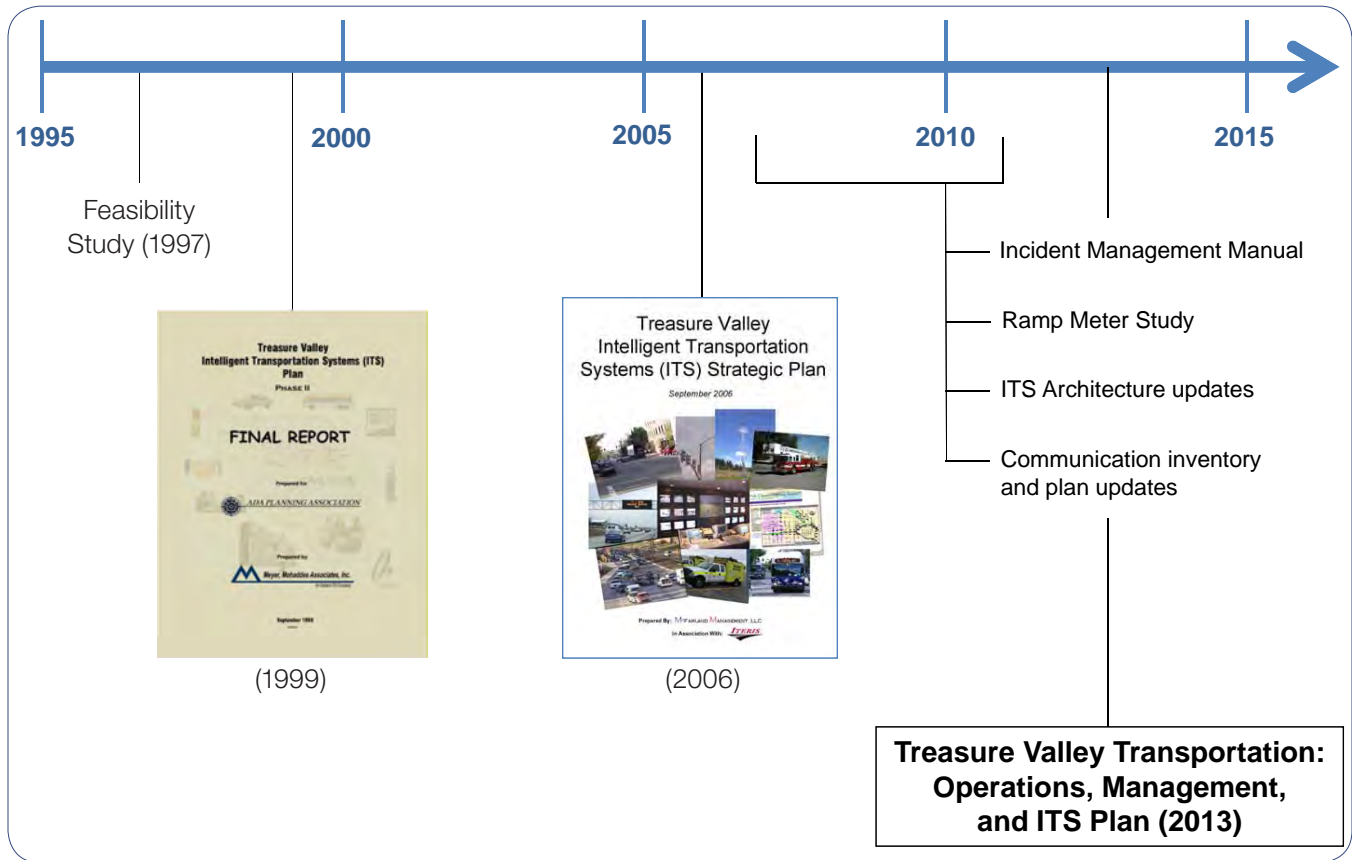 1995
2000
2005
2010
2015
Feasibility
Study (1997)
Treasure Valley
Intelligent Transportation Systems (ITS)
Plan
PHASE II
FINAL REPORT
Prepared for
ADA PLANNING ASSOCIATION
Prepared by
Meyer, Mohaddes Associates, Inc.
(1999)
Treasure Valley
Intelligent Transportation
Systems (ITS) Strategic Plan
September 2006
Prepared By: MCFARLAND MANAGEMENT, LLC
In Association With: ITERIS
(2006)
Incident Management Manual
Ramp Meter Study
ITS Architecture updates
Communication inventory
and plan updates
Treasure Valley Transportation:
Operations, Management,
and ITS Plan (2013)